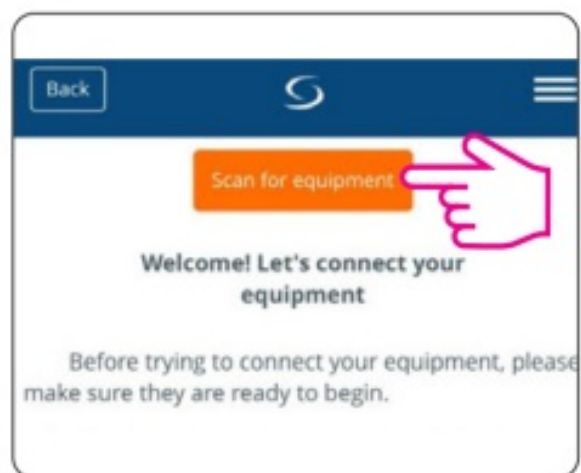 Back
Scan for equipment
Welcome! Let's connect your
equipment
Before trying to connect your equipment, please
make sure they are ready to begin.